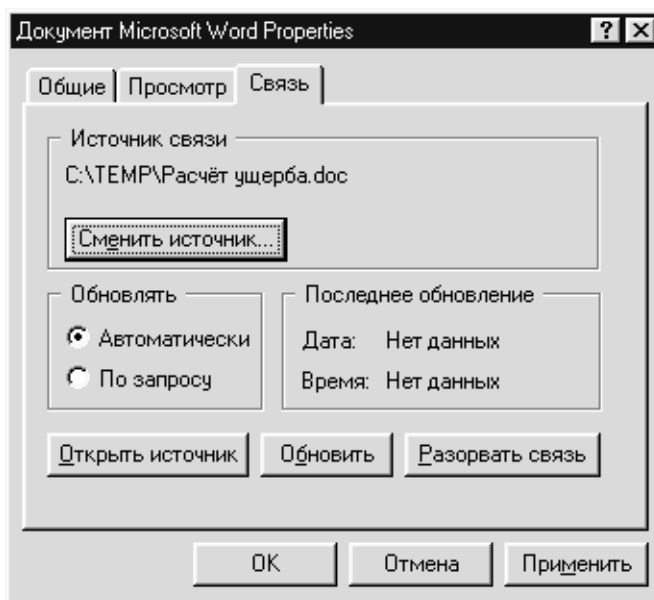 Документ Microsoft Word Properties
Общие Просмотр Связь
Источник связи
C:\TEMP\Расчёт ущерба.doc
Сменить источник...
Обновлять
Автоматически
По запросу
Последнее обновление
Дата: Нет данных
Время: Нет данных
Открыть источник Обновить Разорвать связь
OK Отмена Применить